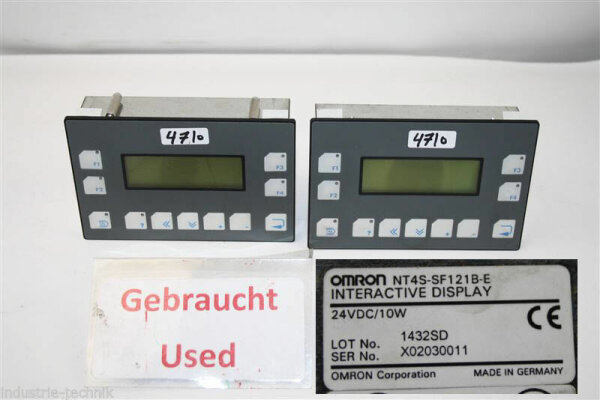 4710
4710
F1
F3
F2
F4
?
+
-
F1
F3
F2
F4
?
+
-
Gebraucht
Used
OMRON NT4S-SF121B-E
INTERACTIVE DISPLAY
24VDC/10W
CE
LOT No. 1432SD
SER No. X02030011
OMRON Corporation MADE IN GERMANY
industrie-technik